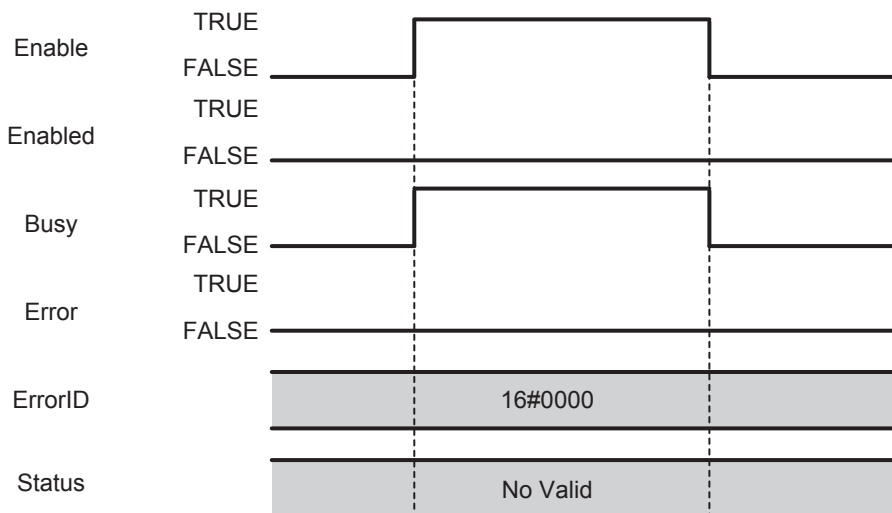 Enable
TRUE
FALSE
Enabled
TRUE
FALSE
Busy
TRUE
FALSE
Error
TRUE
FALSE
ErrorID
16#0000
Status
No Valid